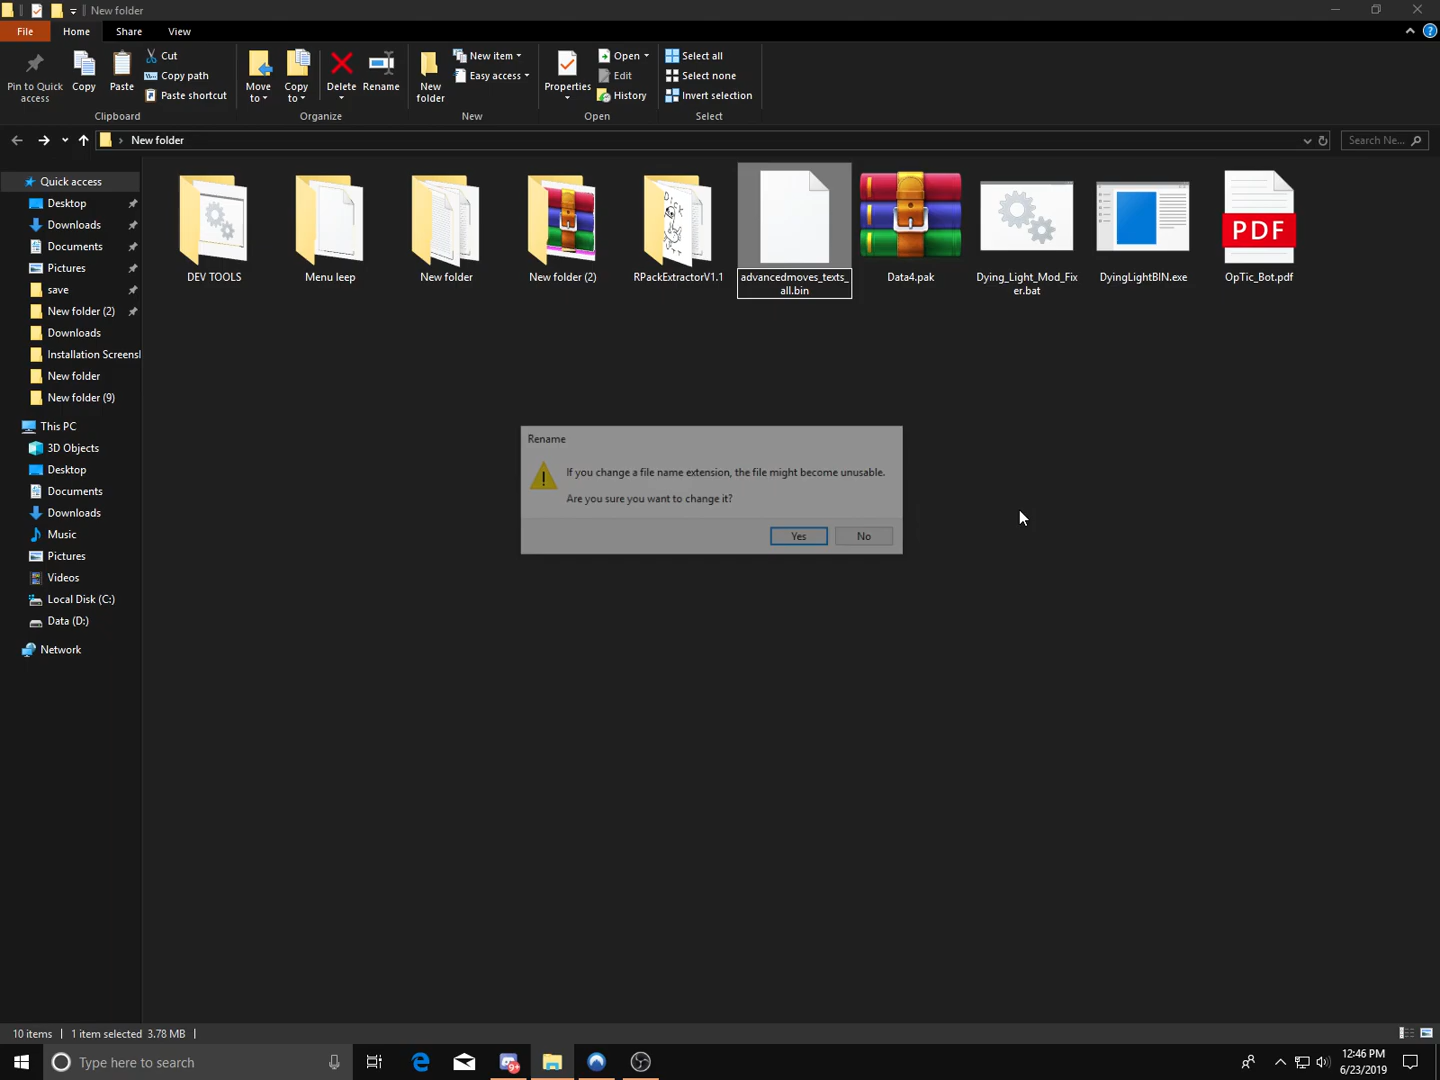 New folder
File Home Share View
Pin to Quick access
Copy
Paste
Cut
Copy path
Paste shortcut
Clipboard
Move to
Copy to
Delete
Rename
Organize
New folder
New item
Easy access
New
Properties
Open
Edit
History
Open
Select all
Select none
Invert selection
Select
New folder
Search Ne...
Quick access
Desktop
Downloads
Documents
Pictures
save
New folder (2)
Downloads
Installation Screensl
New folder
New folder (9)
This PC
3D Objects
Desktop
Documents
Downloads
Music
Pictures
Videos
Local Disk (C:)
Data (D:)
Network
DEV TOOLS
Menu leep
New folder
New folder (2)
RPackExtractorV1.1
advancedmoves_texts_
all.bin
Data4.pak
Dying_Light_Mod_Fix
er.bat
DyingLightBIN.exe
PDF
OpTic_Bot.pdf
Rename
If you change a file name extension, the file might become unusable.
Are you sure you want to change it?
Yes No
10 items 1 item selected 3.78 MB
Type here to search
9+
12:46 PM
6/23/2019